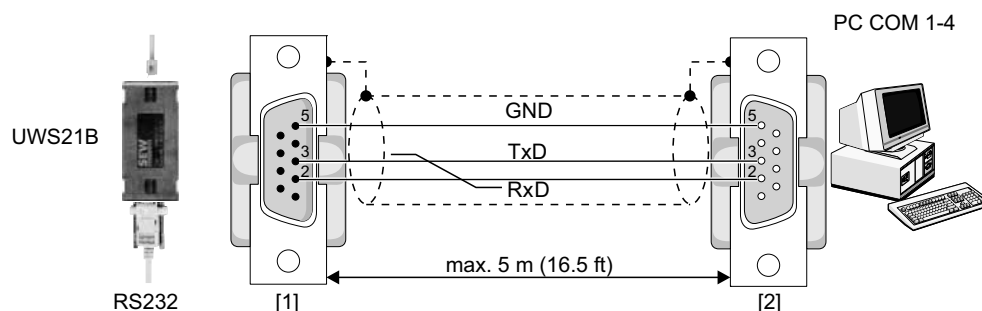 PC COM 1-4
UWS21B
SEW
5 GND 5
3 TxD 3
2 RxD 2
max. 5 m (16.5 ft)
RS232 [1] [2]